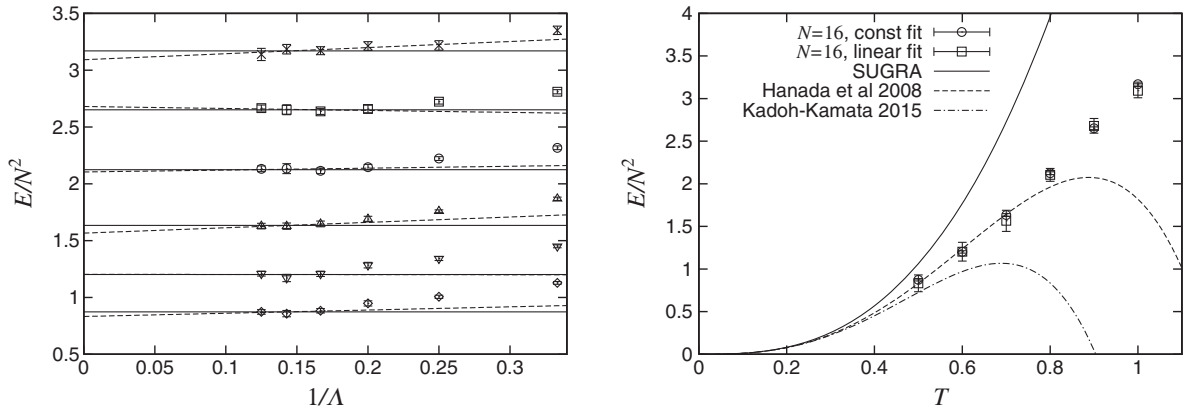 E/N²
3.5
3
2.5
2
1.5
1
0.5
0 0.05 0.1 0.15 0.20 0.25 0.3
1/Λ
E/N²
4
3.5
3
2.5
2
1.5
1
0.5
0
N=16, const fit
N=16, linear fit
SUGRA
Hanada et al 2008
Kadoh-Kamata 2015
0 0.2 0.4 0.6 0.8 1
T